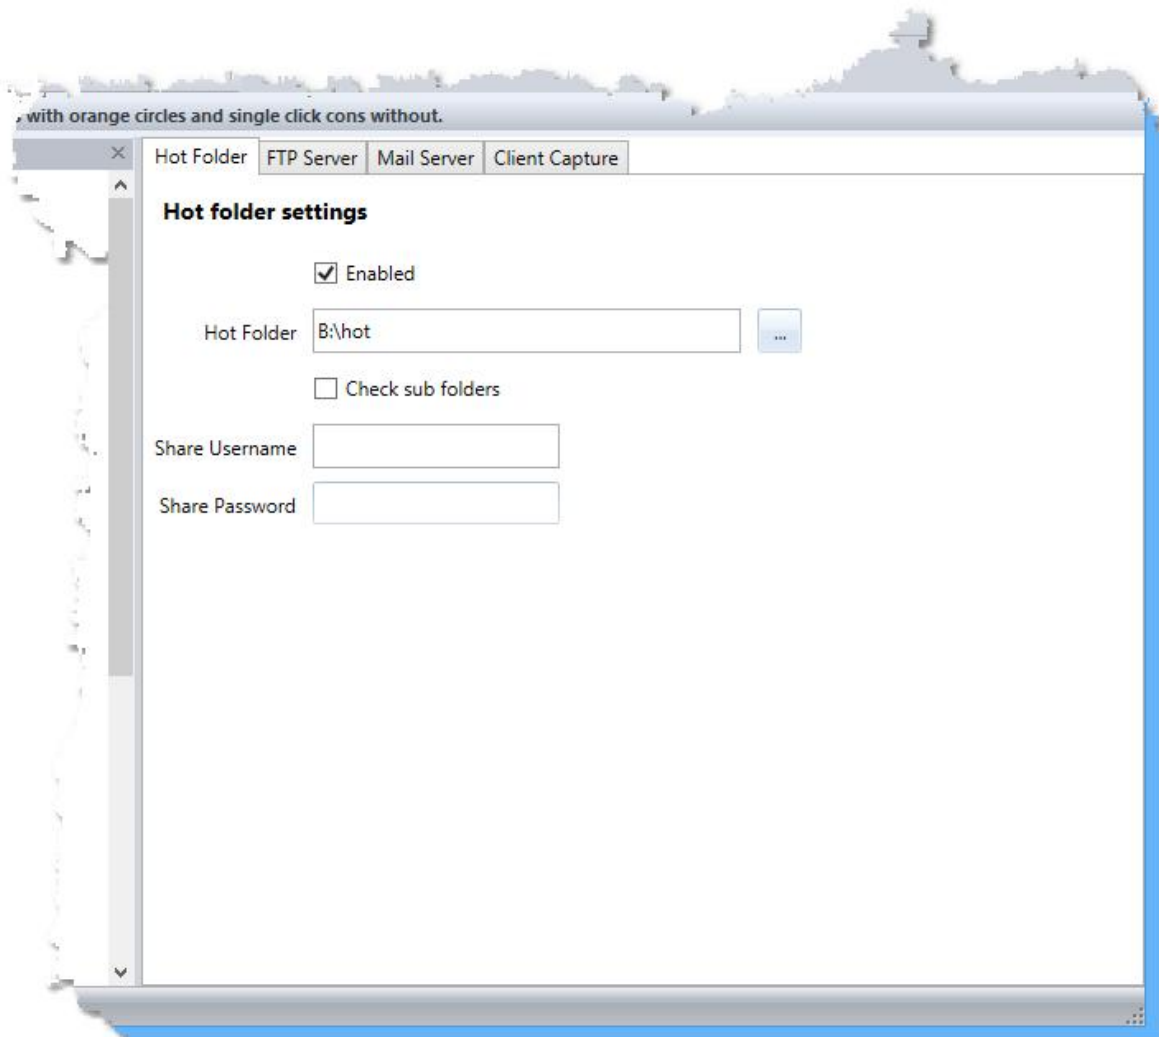 with orange circles and single click cons without.
Hot Folder FTP Server Mail Server Client Capture
Hot folder settings
Enabled
Hot Folder B:\hot ...
Check sub folders
Share Username
Share Password